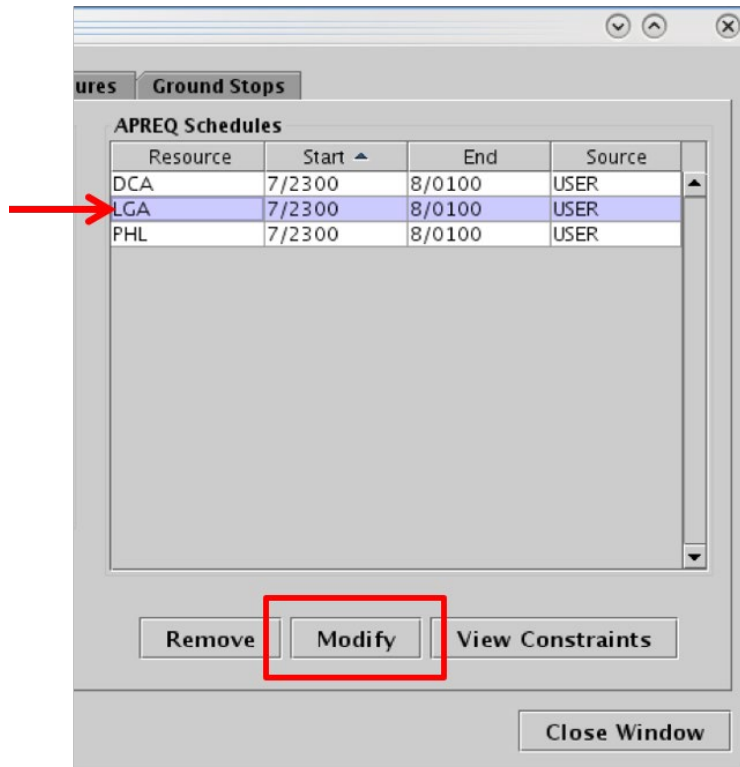 ures Ground Stops
APREQ Schedules
Resource Start End Source
DCA 7/2300 8/0100 USER
LGA 7/2300 8/0100 USER
PHL 7/2300 8/0100 USER
Remove Modify View Constraints
Close Window